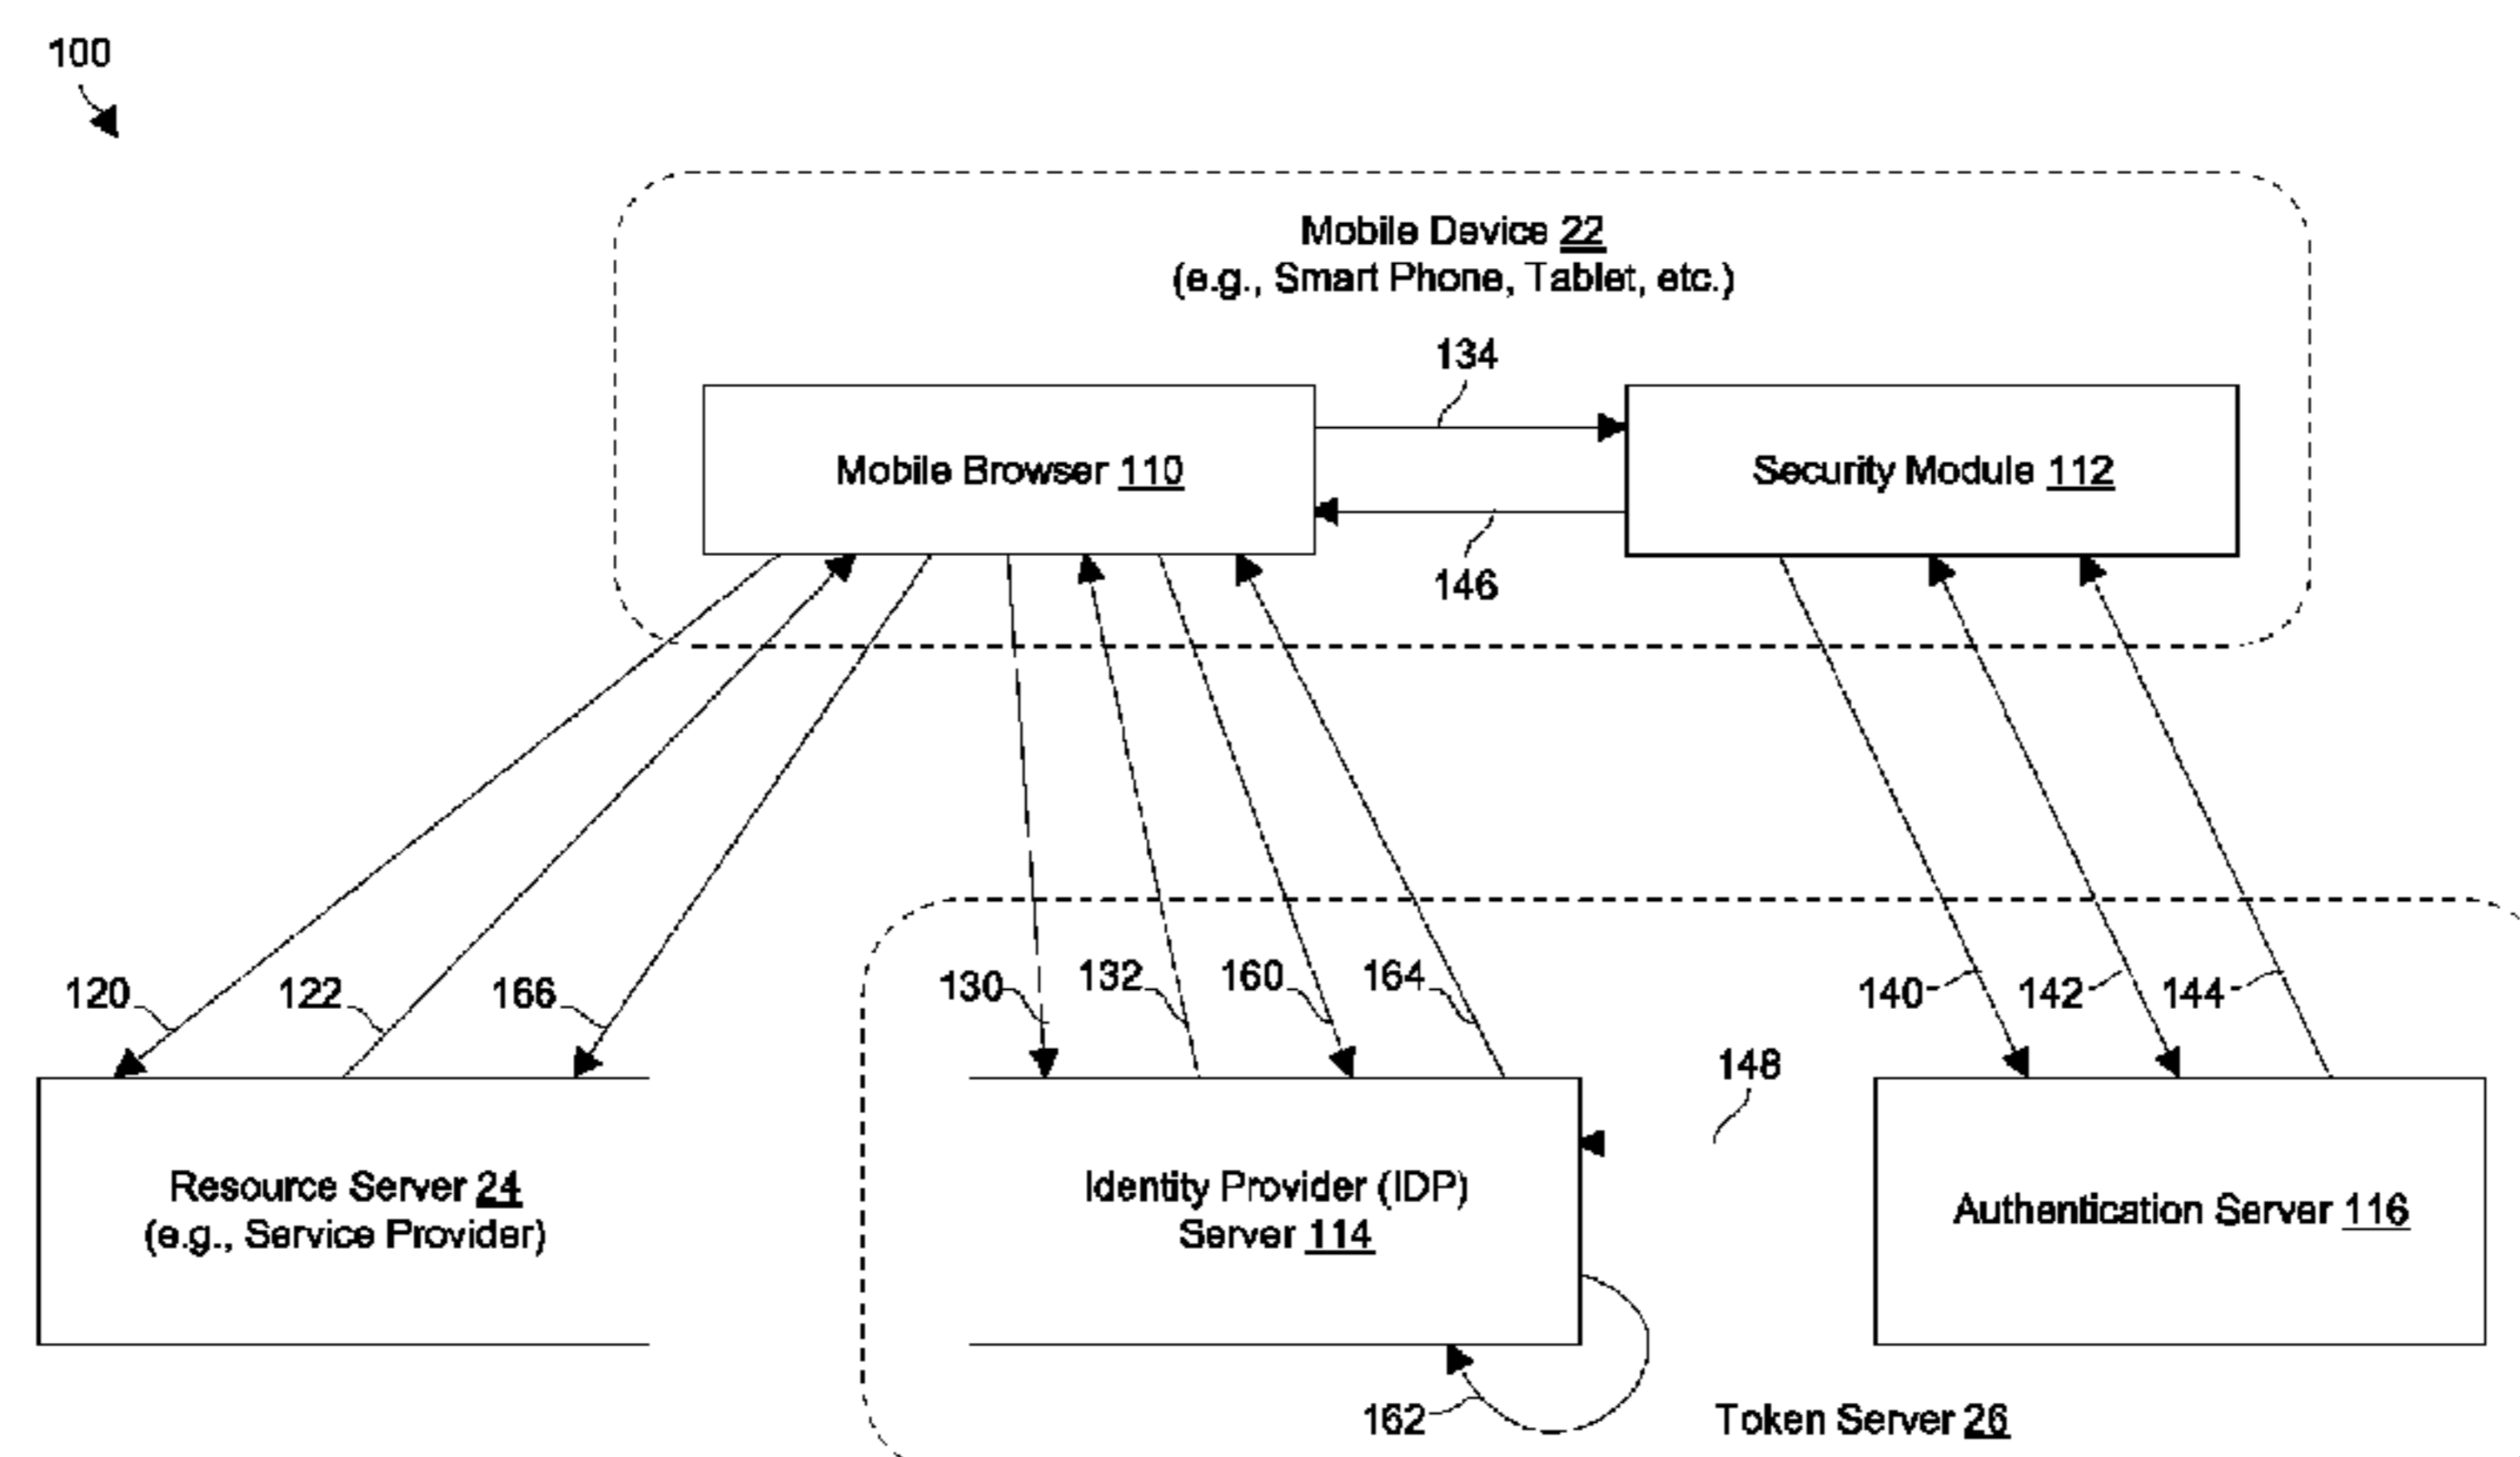 100
Mobile Device 22
(e.g., Smart Phone, Tablet, etc.)
134
Mobile Browser 110
Security Module 112
146
120
122
166
130
132
160
164
140
142
144
148
Resource Server 24
(e.g., Service Provider)
Identity Provider (IDP)
Server 114
Authentication Server 116
162
Token Server 26